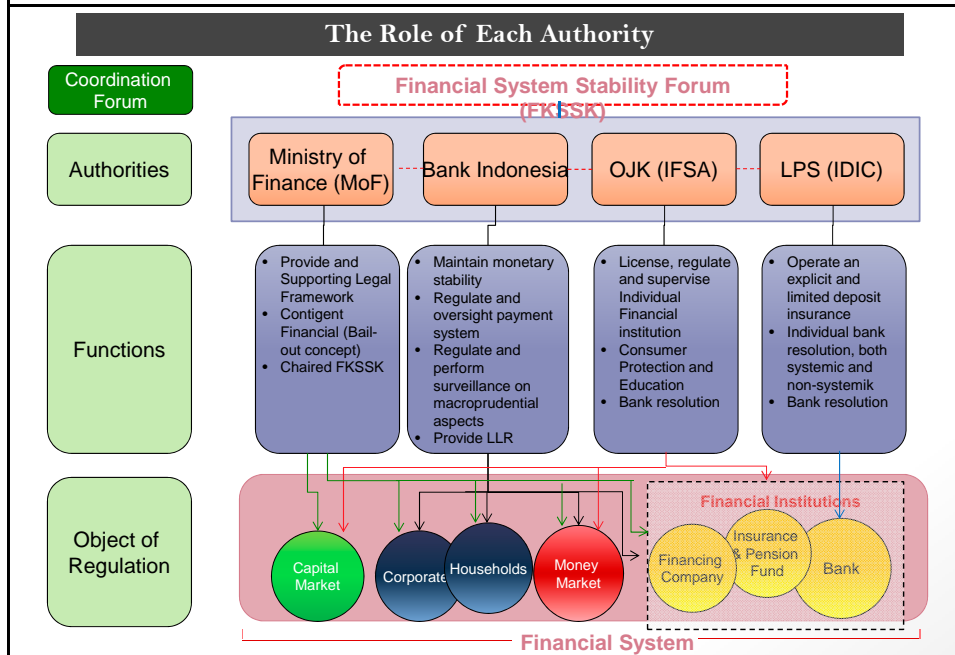 The Role of Each Authority
Coordination
Forum
Financial System Stability Forum
(FKSSK)
Authorities
Ministry of
Finance (MoF)
Bank Indonesia
OJK (IFSA)
LPS (IDIC)
Functions
• Provide and
Supporting Legal
Framework
• Contigent
Financial (Bail-
out concept)
• Chaired FKSSK
• Maintain monetary
stability
• Regulate and
oversight payment
system
• Regulate and
perform
surveillance on
macroprudential
aspects
• Provide LLR
• License, regulate
and supervise
Individual
Financial
institution
• Consumer
Protection and
Education
• Bank resolution
• Operate an
explicit and
limited deposit
insurance
• Individual bank
resolution, both
systemic and
non-systemik
• Bank resolution
Object of
Regulation
Financial Institutions
Capital
Market
Corporate
Households
Money
Market
Financing
Company
Insurance
& Pension
Fund
Bank
Financial System